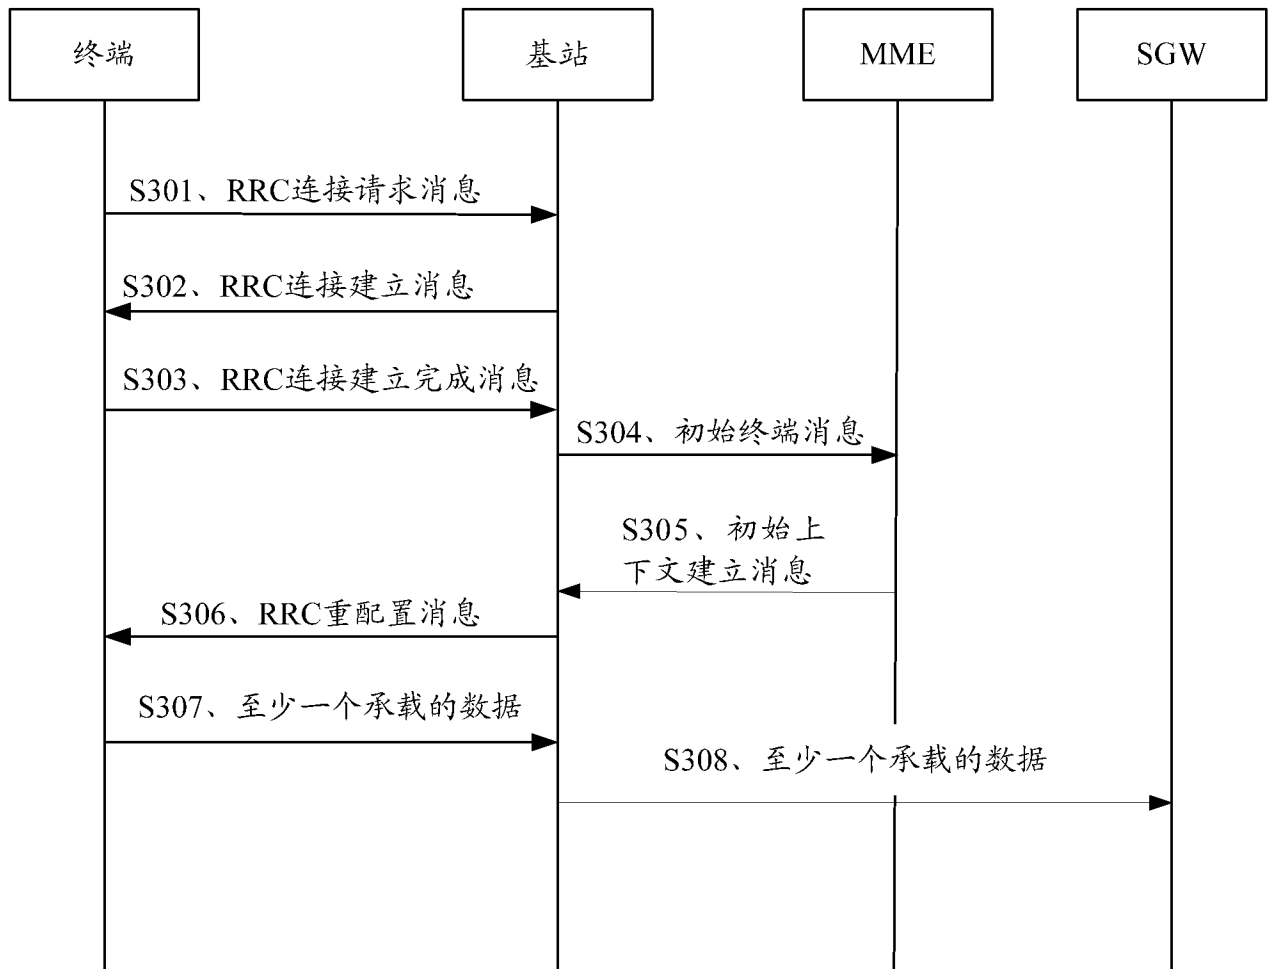 终端
基站
MME
SGW
S301、RRC连接请求消息
S302、RRC连接建立消息
S303、RRC连接建立完成消息
S304、初始终端消息
S305、初始上
下文建立消息
S306、RRC重配置消息
S307、至少一个承载的数据
S308、至少一个承载的数据